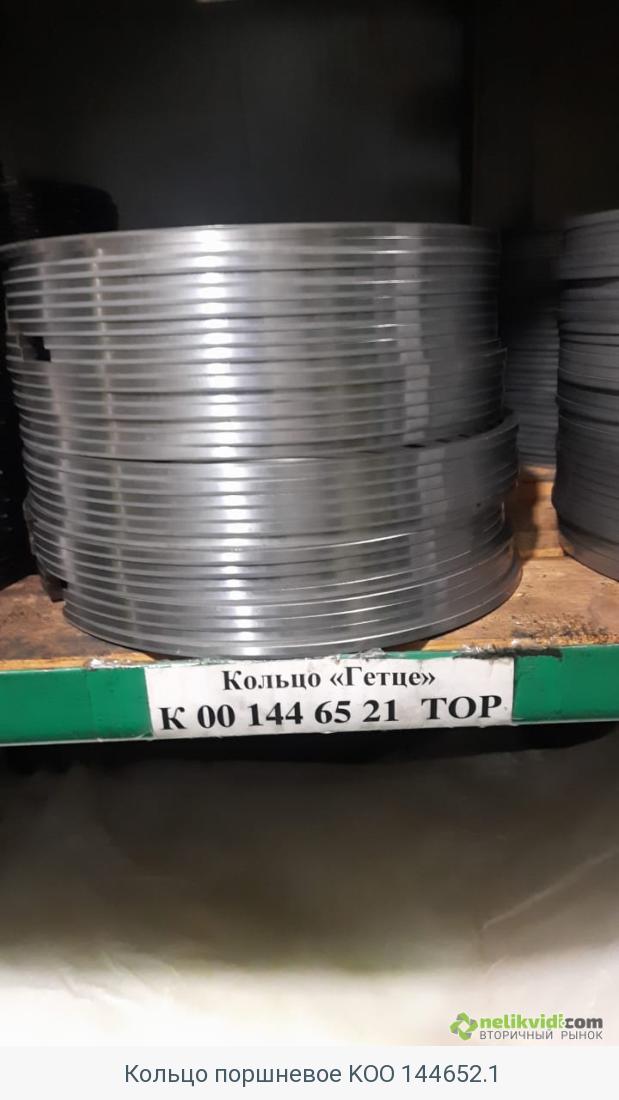 Кольцо «Гетце»
К 00 144 65 21 ТОР
nelikvidi.com
ВТОРИЧНЫЙ РЫНОК
Кольцо поршневое КОО 144652.1